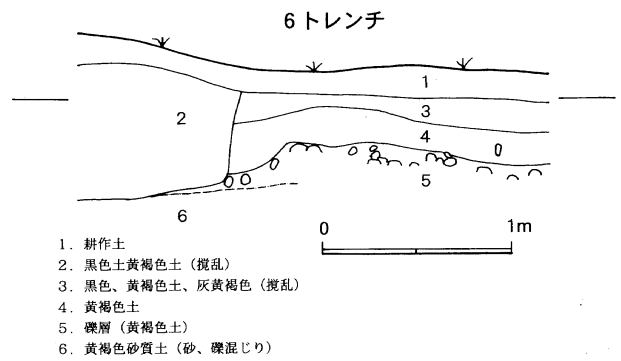 6トレンチ
1
2
3
4
5
6
0 1m
1. 耕作土
2. 黒色土黄褐色土(撹乱)
3. 黒色、黄褐色土、灰黄褐色(撹乱)
4. 黄褐色土
5. 礫層(黄褐色土)
6. 黄褐色砂質土(砂、礫混じり)